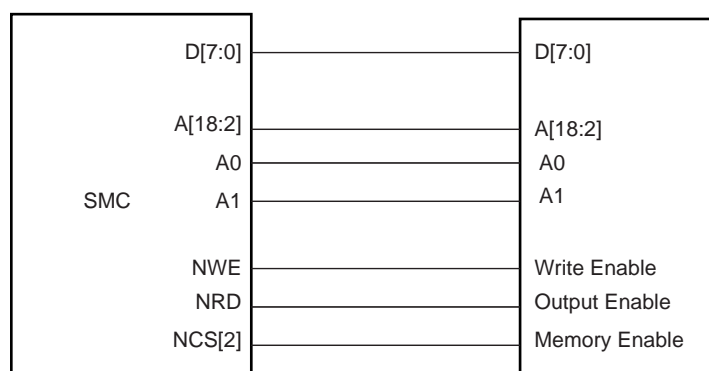 D[7:0] D[7:0]
A[18:2] A[18:2]
A0 A0
SMC A1 A1
NWE Write Enable
NRD Output Enable
NCS[2] Memory Enable